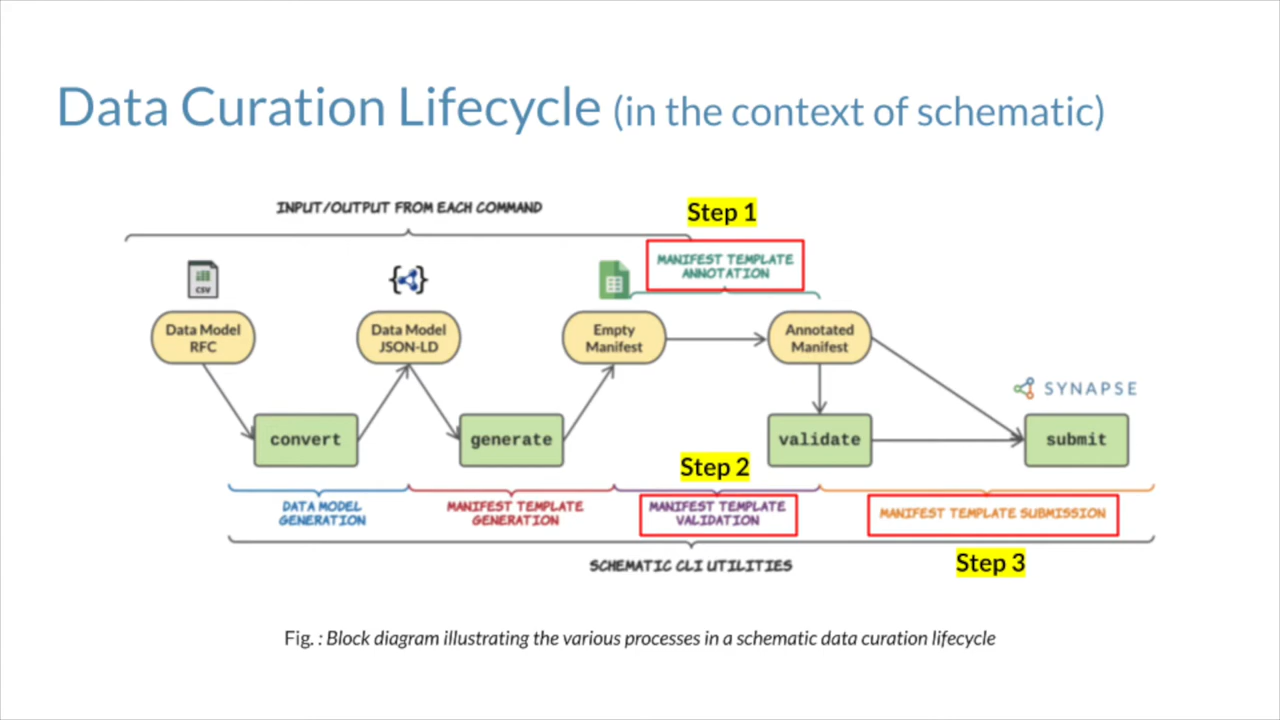 Data Curation Lifecycle (in the context of schematic)
INPUT/OUTPUT FROM EACH COMMAND
Step 1
MANIFEST TEMPLATE
ANNOTATION
CSV
Data Model
RFC
Data Model
JSON-LD
Empty
Manifest
Annotated
Manifest
SYNAPSE
convert
generate
validate
submit
Step 2
DATA MODEL
GENERATION
MANIFEST TEMPLATE
GENERATION
MANIFEST TEMPLATE
VALIDATION
MANIFEST TEMPLATE SUBMISSION
SCHEMATIC CLI UTILITIES
Step 3
Fig. : Block diagram illustrating the various processes in a schematic data curation lifecycle